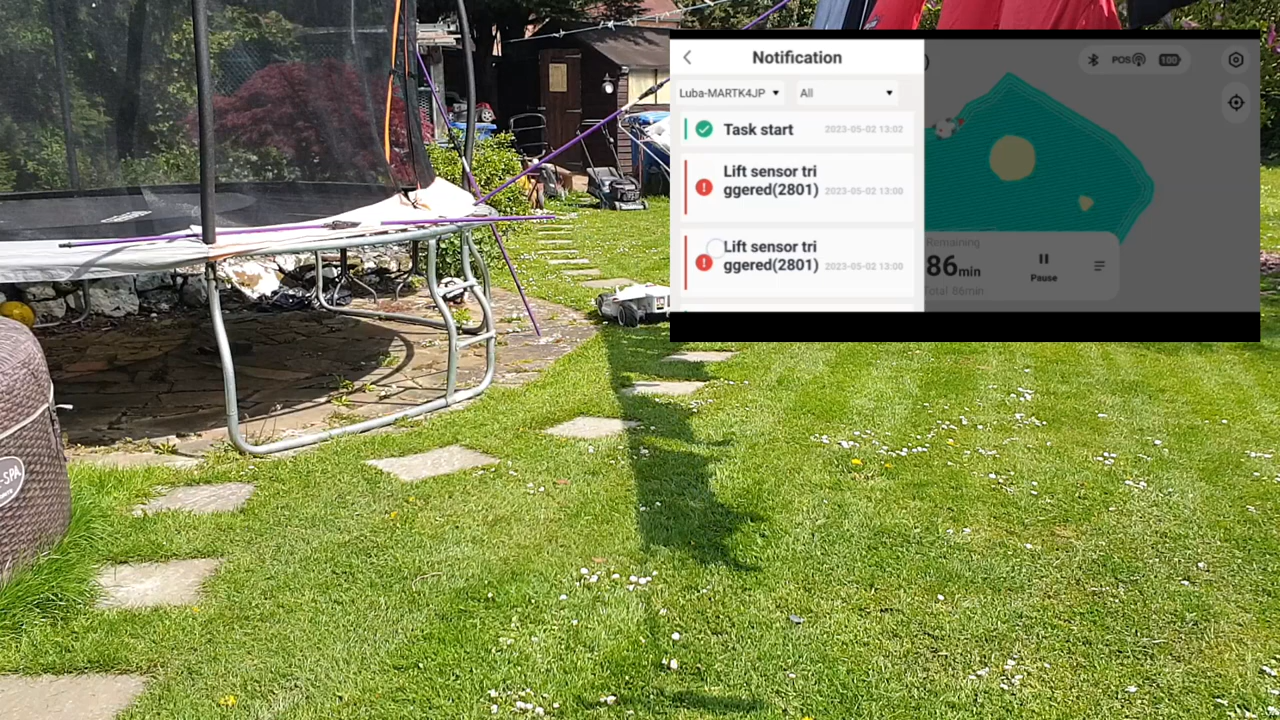 Notification
Luba-MARTK4JP
All
Task start
2023-05-02 13:02
Lift sensor tri
ggered(2801)
2023-05-02 13:00
Lift sensor tri
ggered(2801)
2023-05-02 13:00
POS
100
Remaining
86min
Total 86min
Pause
-SPA